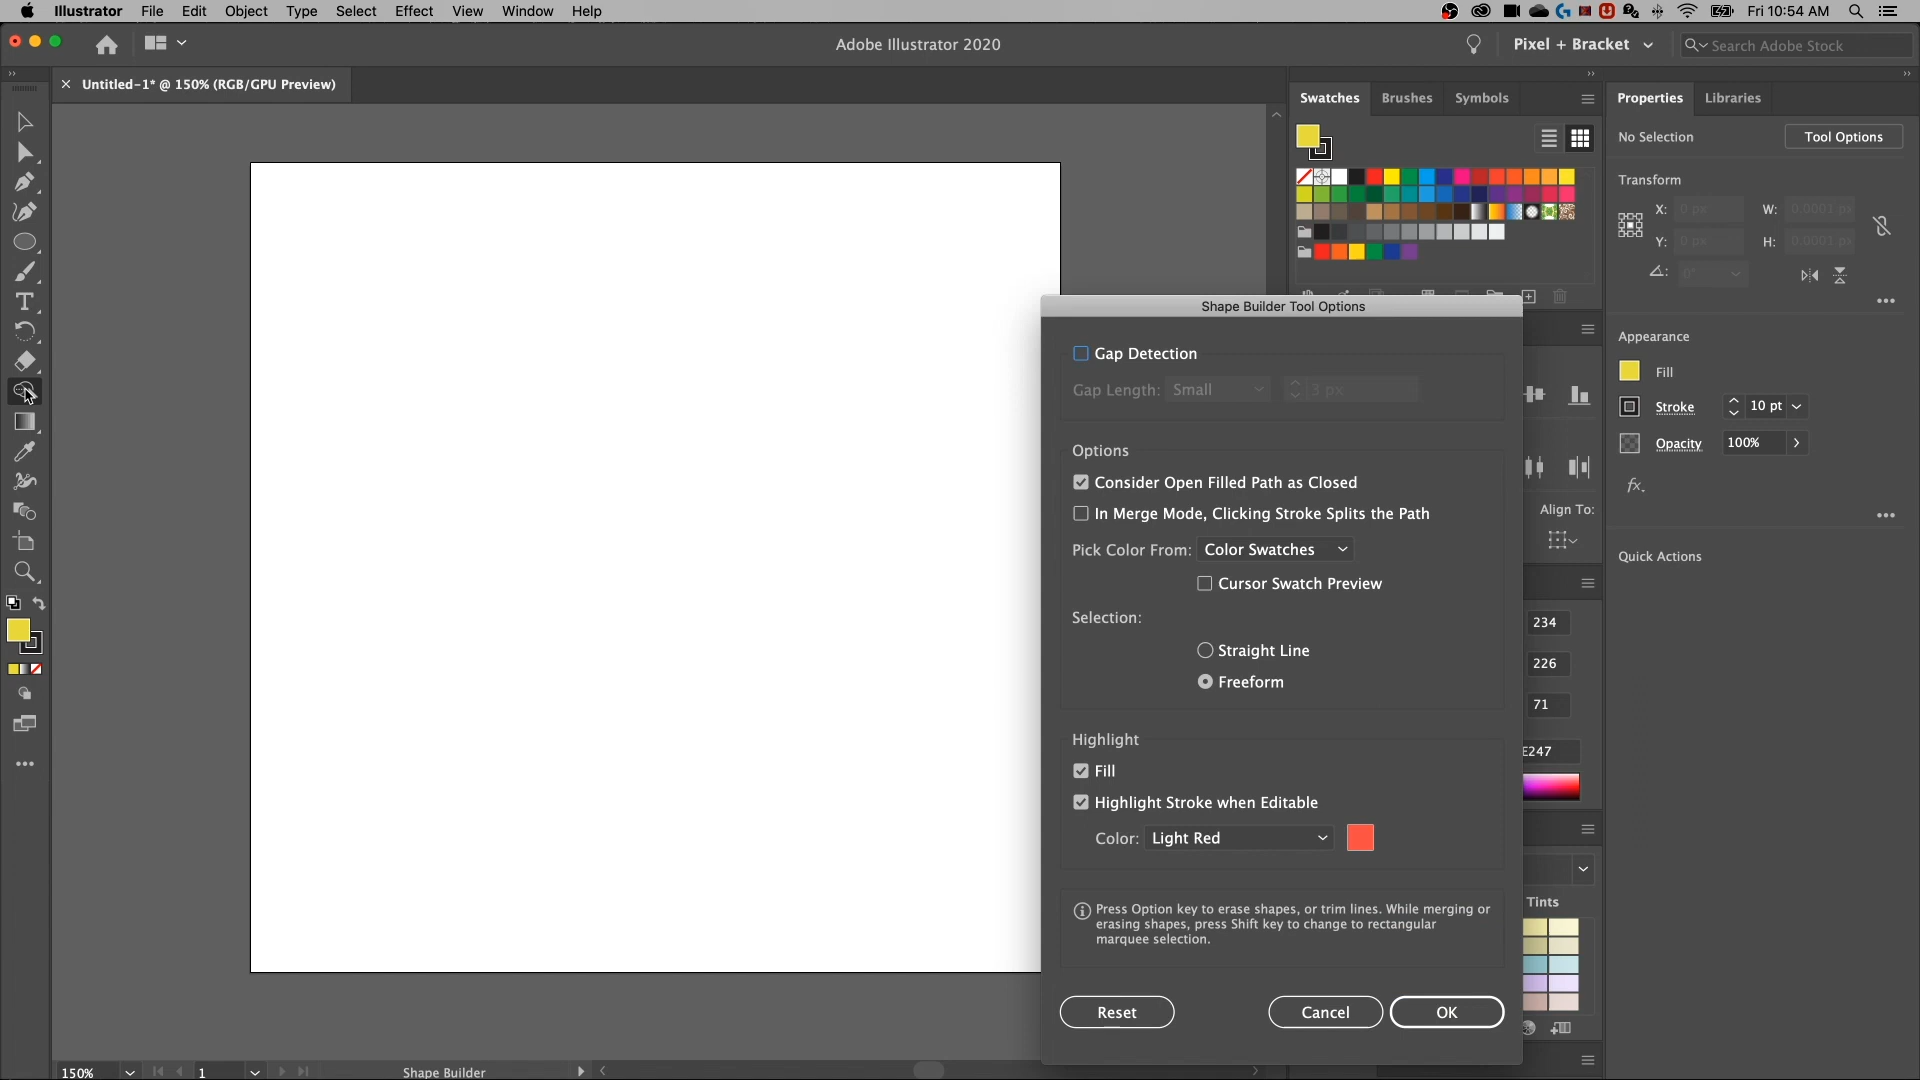 Illustrator File Edit Object Type Select Effect View Window Help
Fri 10:54 AM
Adobe Illustrator 2020
Pixel + Bracket
Search Adobe Stock
Untitled-1* @ 150% (RGB/GPU Preview)
Swatches Brushes Symbols
Properties Libraries
No Selection
Tool Options
Transform
X: 0 px W: 0.0001 px
Y: 0 px H: 0.0001 px
0°
Appearance
Fill
Stroke 10 pt
Opacity 100%
fx.
Quick Actions
Align To:
Shape Builder Tool Options
Gap Detection
Gap Length: Small 3 px
Options
Consider Open Filled Path as Closed
In Merge Mode, Clicking Stroke Splits the Path
Pick Color From: Color Swatches
Cursor Swatch Preview
Selection:
Straight Line
Freeform
Highlight
Fill
Highlight Stroke when Editable
Color: Light Red
Press Option key to erase shapes, or trim lines. While merging or
erasing shapes, press Shift key to change to rectangular
marquee selection.
Reset Cancel OK
234
226
71
E247
Tints
150% 1 Shape Builder